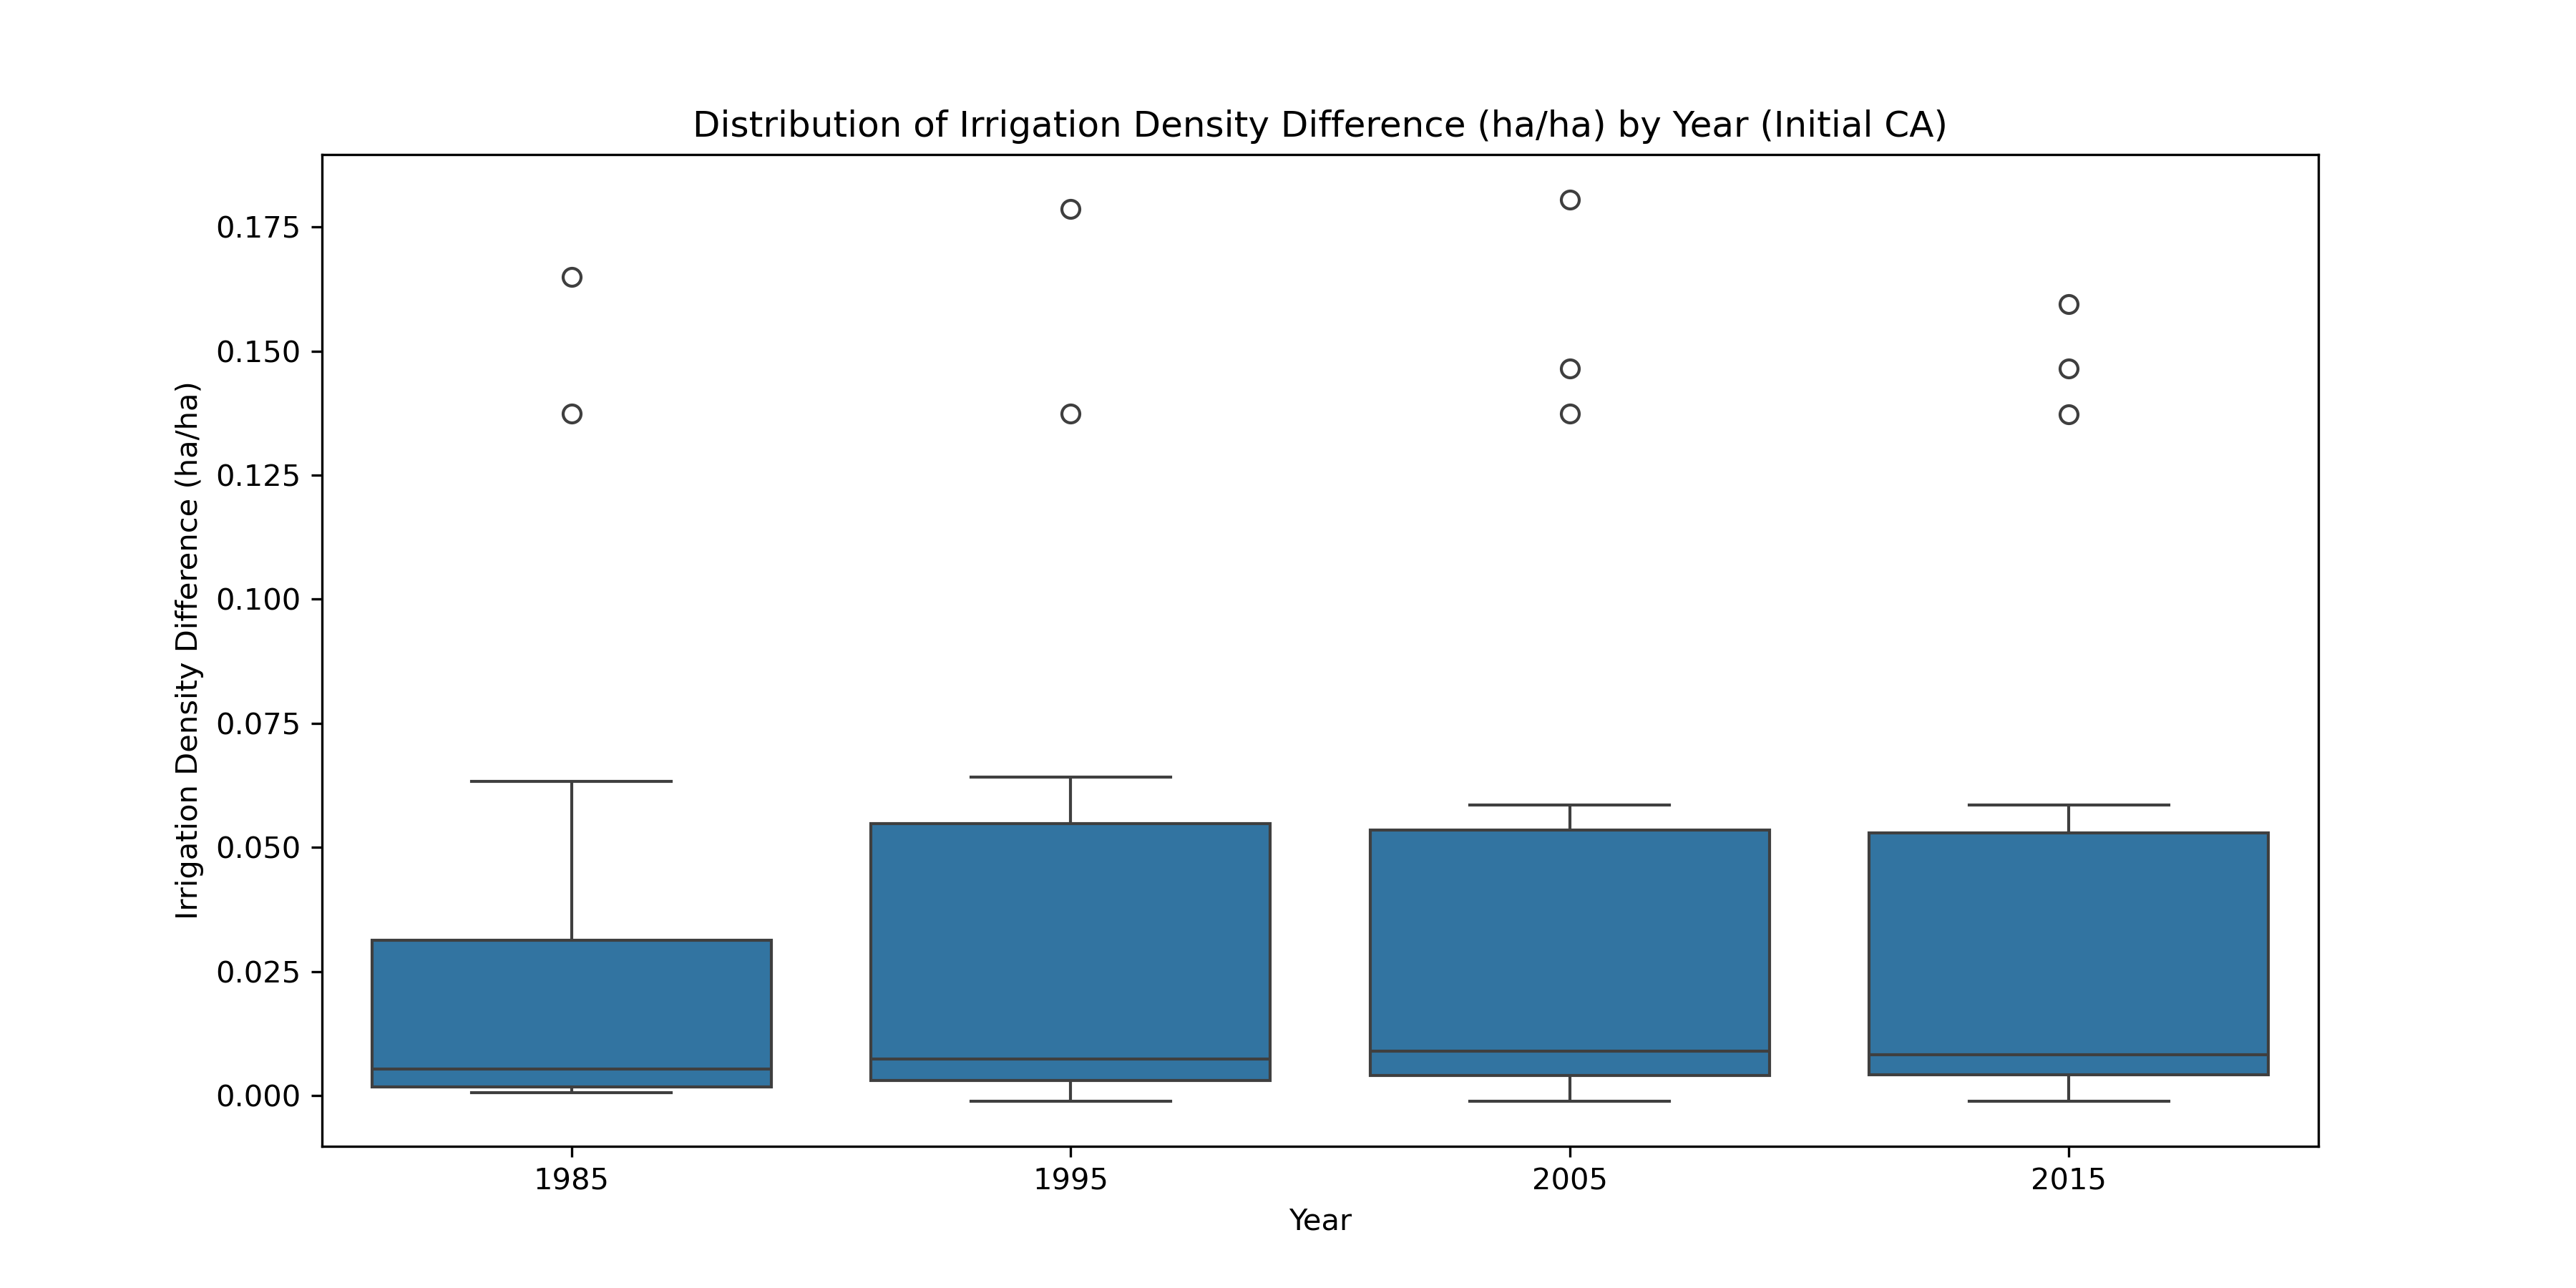 Distribution of Irrigation Density Difference (ha/ha) by Year (Initial CA)
Irrigation Density Difference (ha/ha)
0.175
0.150
0.125
0.100
0.075
0.050
0.025
0.000
1985 1995 2005 2015
Year